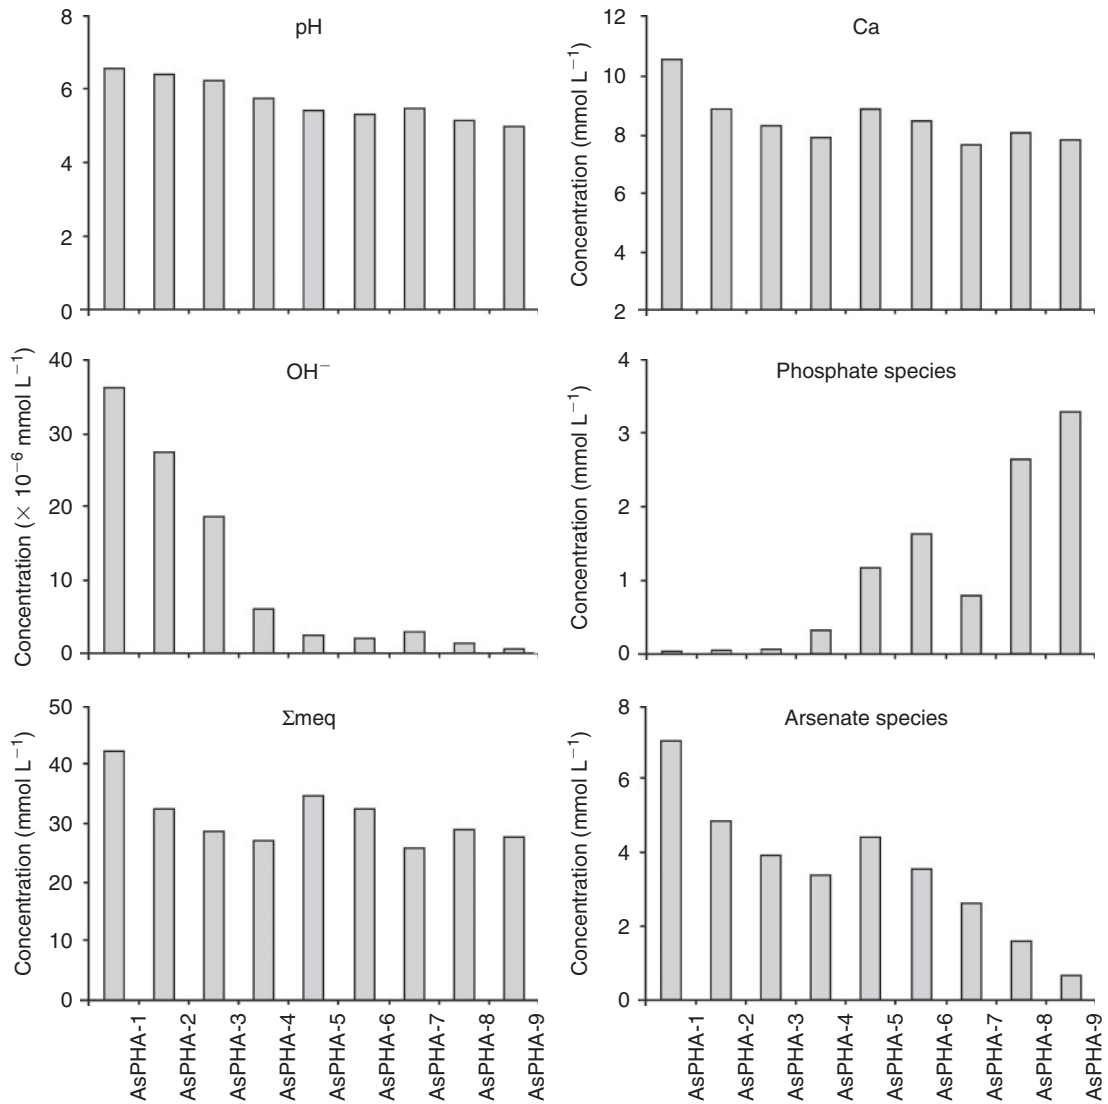 pH
8
6
4
2
0
Ca
Concentration (mmol L⁻¹)
12
10
8
6
4
2
OH⁻
Concentration (× 10⁻⁶ mmol L⁻¹)
40
30
20
10
0
Phosphate species
Concentration (mmol L⁻¹)
4
3
2
1
0
Σmeq
Concentration (mmol L⁻¹)
50
40
30
20
10
0
AsPHA-1
AsPHA-2
AsPHA-3
AsPHA-4
AsPHA-5
AsPHA-6
AsPHA-7
AsPHA-8
AsPHA-9
Arsenate species
Concentration (mmol L⁻¹)
8
6
4
2
0
AsPHA-1
AsPHA-2
AsPHA-3
AsPHA-4
AsPHA-5
AsPHA-6
AsPHA-7
AsPHA-8
AsPHA-9